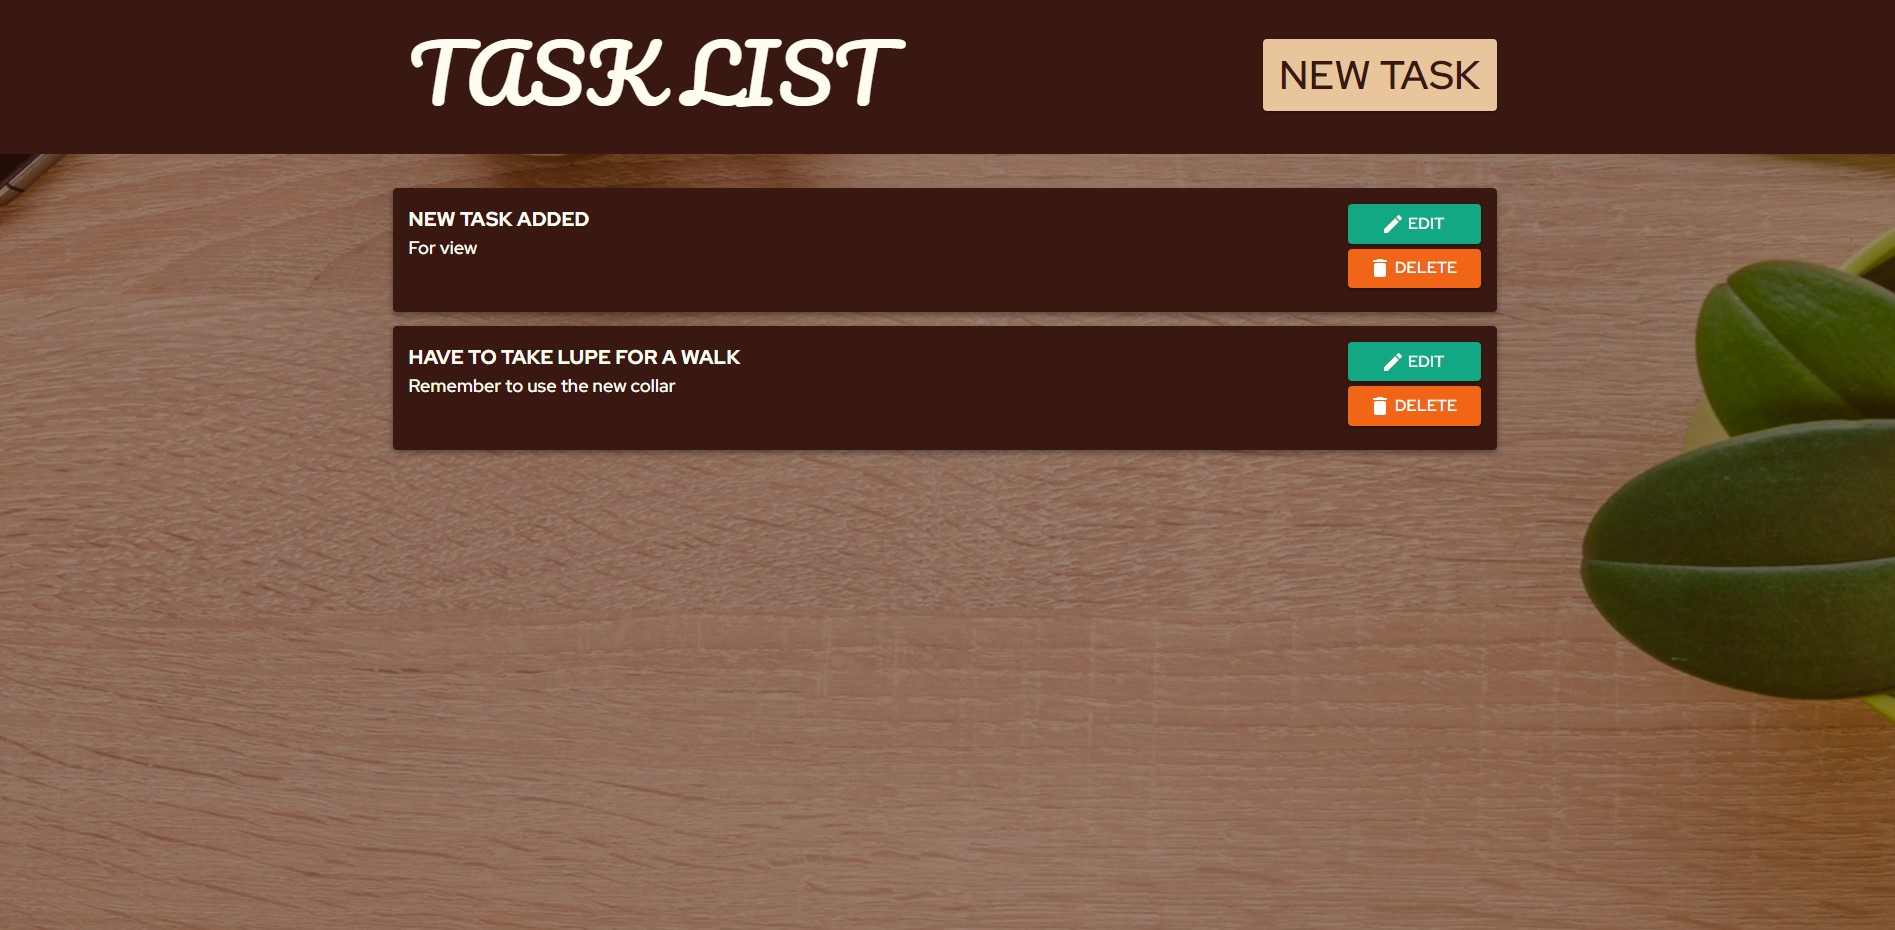 TASK LIST
NEW TASK
NEW TASK ADDED
For view
EDIT
DELETE
HAVE TO TAKE LUPE FOR A WALK
Remember to use the new collar
EDIT
DELETE